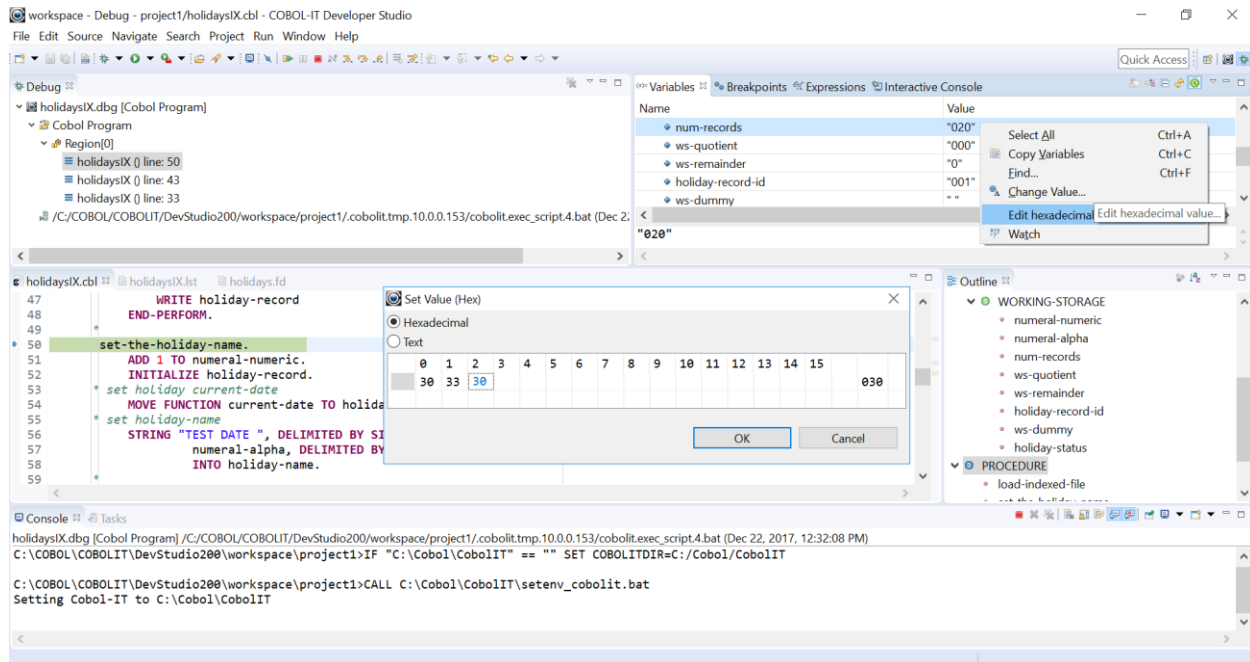 workspace - Debug - project1/holidaysIX.cbl - COBOL-IT Developer Studio
File Edit Source Navigate Search Project Run Window Help
Quick Access
Debug
holidaysIX.dbg [Cobol Program]
Cobol Program
Region[0]
holidaysIX () line: 50
holidaysIX () line: 43
holidaysIX () line: 33
/C:/COBOL/COBOLIT/DevStudio200/workspace/project1/.cobolit.tmp.10.0.0.153/cobolit.exec_script.4.bat (Dec 22
Variables Breakpoints Expressions Interactive Console
Name Value
num-records "020"
ws-quotient "000"
ws-remainder "0"
holiday-record-id "001"
ws-dummy " "
"020"
Select All Ctrl+A
Copy Variables Ctrl+C
Find... Ctrl+F
Change Value...
Edit hexadecimal
Edit hexadecimal value...
Watch
holidaysIX.cbl holidaysIX.lst holidays.fd
47 WRITE holiday-record
48 END-PERFORM.
49 *
50 set-the-holiday-name.
51 ADD 1 TO numeral-numeric.
52 INITIALIZE holiday-record.
53 * set holiday current-date
54 MOVE FUNCTION current-date TO holida
55 * set holiday-name
56 STRING "TEST DATE ", DELIMITED BY SI
57 numeral-alpha, DELIMITED BY
58 INTO holiday-name.
59 *
Set Value (Hex)
Hexadecimal
Text
0 1 2 3 4 5 6 7 8 9 10 11 12 13 14 15
30 33 30 030
OK Cancel
Outline
WORKING-STORAGE
numeral-numeric
numeral-alpha
num-records
ws-quotient
ws-remainder
holiday-record-id
ws-dummy
holiday-status
PROCEDURE
load-indexed-file
set-the-holiday-name
Console Tasks
holidaysIX.dbg [Cobol Program] /C:/COBOL/COBOLIT/DevStudio200/workspace/project1/.cobolit.tmp.10.0.0.153/cobolit.exec_script.4.bat (Dec 22, 2017, 12:32:08 PM)
C:\COBOL\COBOLIT\DevStudio200\workspace\project1>IF "C:\Cobol\CobolIT" == "" SET COBOLITDIR=C:/Cobol/CobolIT
C:\COBOL\COBOLIT\DevStudio200\workspace\project1>CALL C:\Cobol\CobolIT\setenv_cobolit.bat
Setting Cobol-IT to C:\Cobol\CobolIT